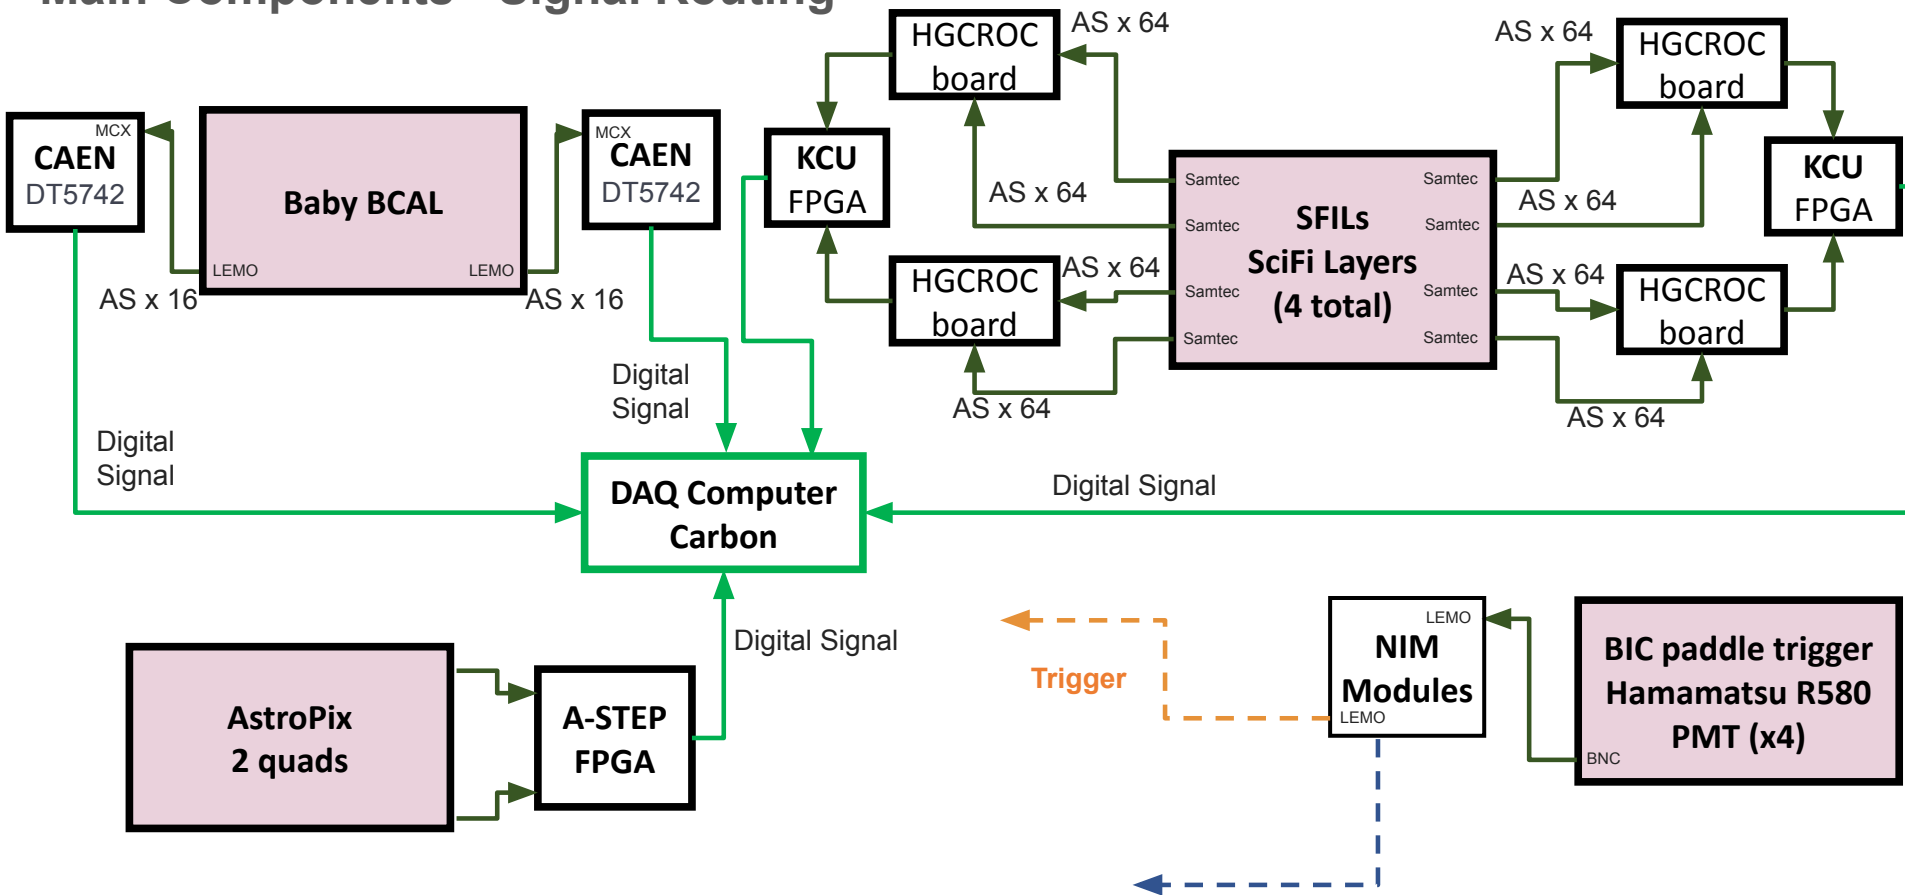 Main Components - Signal Routing
AS x 64
HGCROC
board
AS x 64
HGCROC
board
MCX
CAEN
DT5742
Baby BCAL
LEMO
LEMO
AS x 16
AS x 16
MCX
CAEN
DT5742
KCU
FPGA
AS x 64
Samtec
Samtec
Samtec
Samtec
SFILs
SciFi Layers
(4 total)
Samtec
Samtec
Samtec
Samtec
AS x 64
KCU
FPGA
HGCROC
board
AS x 64
AS x 64
AS x 64
HGCROC
board
AS x 64
Digital
Signal
Digital
Signal
DAQ Computer
Carbon
Digital Signal
Digital Signal
AstroPix
2 quads
A-STEP
FPGA
Trigger
LEMO
NIM
Modules
LEMO
BIC paddle trigger
Hamamatsu R580
PMT (x4)
BNC